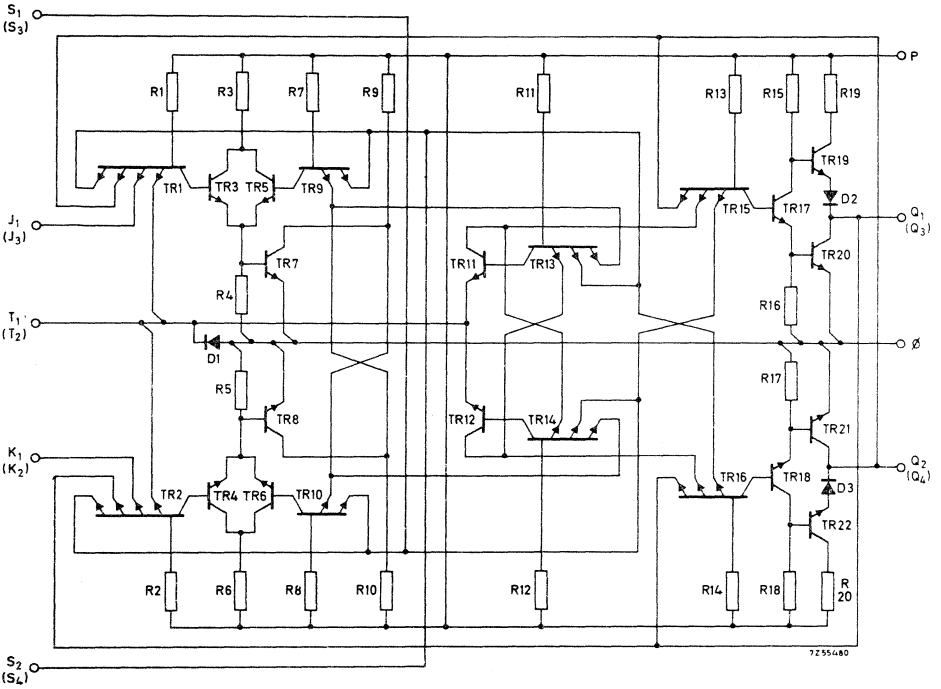 S1
(S3)
P
R1 R3 R7 R9 R11 R13 R15 R19
TR1 TR3 TR5 TR9 TR15 TR17 TR19
D2
J1
(J3)
Q1
(Q3)
TR7 TR11 TR13 TR20
R4 R16
T1
(T2)
D1
Ø
R5 R17
TR8 TR12 TR14 TR21
K1
(K2)
Q2
(Q4)
TR2 TR4 TR6 TR10 TR16 TR18 D3
TR22
R2 R6 R8 R10 R12 R14 R18 R
20
7Z55480
S2
(S4)